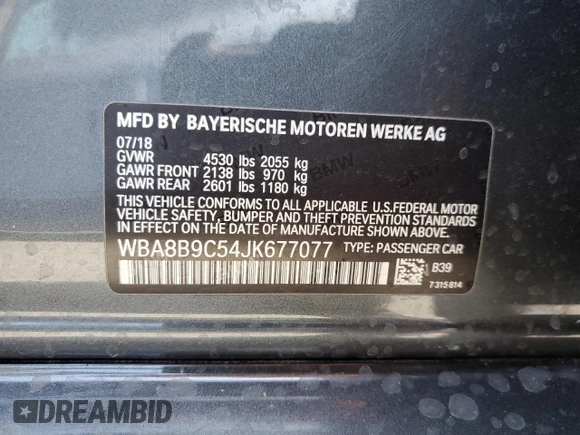 MFD BY BAYERISCHE MOTOREN WERKE AG
07/18
GVWR 4530 lbs 2055 kg
GAWR FRONT 2138 lbs 970 kg
GAWR REAR 2601 lbs 1180 kg
THIS VEHICLE CONFORMS TO ALL APPLICABLE U.S.FEDERAL MOTOR
VEHICLE SAFETY, BUMPER, AND THEFT PREVENTION STANDARDS
IN EFFECT ON THE DATE OF MANUFACTURE SHOWN ABOVE.
WBA8B9C54JK677077 TYPE: PASSENGER CAR
B39
7315814
DREAMBID